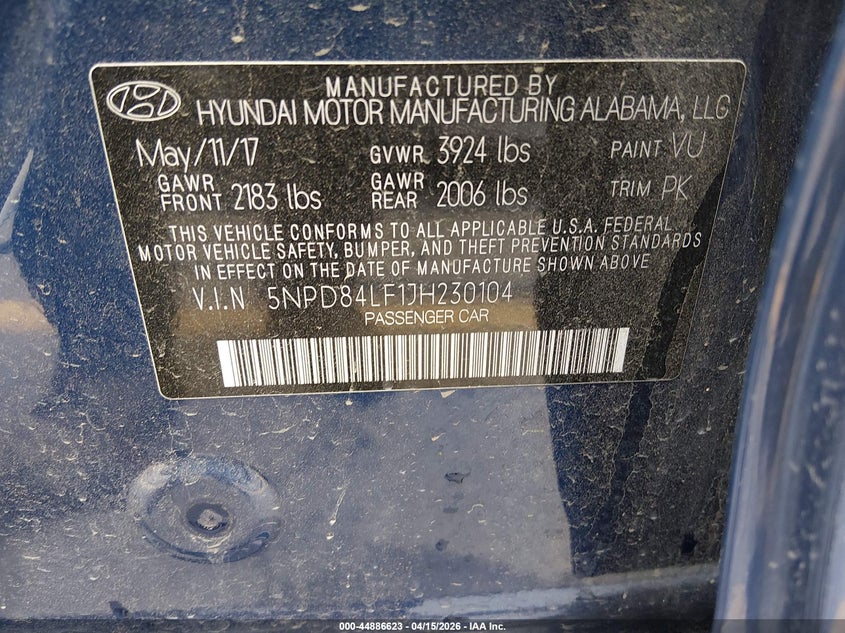 MANUFACTURED BY
HYUNDAI MOTOR MANUFACTURING ALABAMA, LLC
May/11/17 GVWR 3924 lbs PAINT VU
GAWR FRONT 2183 lbs GAWR REAR 2006 lbs TRIM PK
THIS VEHICLE CONFORMS TO ALL APPLICABLE U.S.A. FEDERAL
MOTOR VEHICLE SAFETY, BUMPER, AND THEFT PREVENTION STANDARDS
IN EFFECT ON THE DATE OF MANUFACTURE SHOWN ABOVE
V.I.N 5NPD84LF1JH230104
PASSENGER CAR
000-44886623 - 04/15/2026 - IAA Inc.